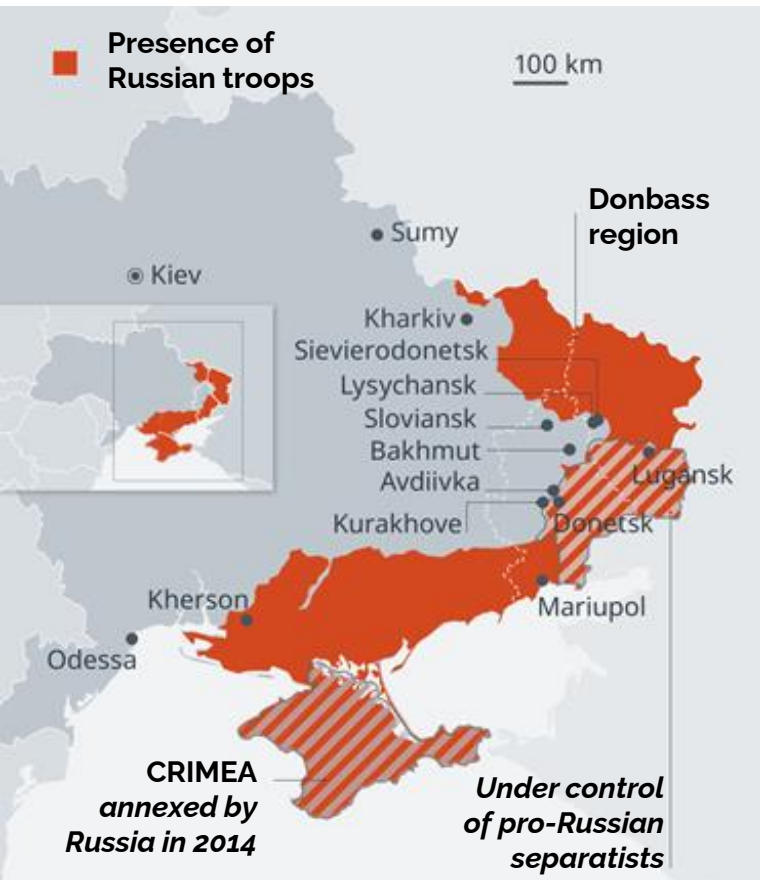 Presence of
Russian troops
100 km
Donbass
region
Sumy
Kiev
Kharkiv
Sievierodonetsk
Lysychansk
Sloviansk
Bakhmut
Avdiivka
Lugansk
Kurakhove
Donetsk
Kherson
Mariupol
Odessa
CRIMEA
annexed by
Russia in 2014
Under control
of pro-Russian
separatists